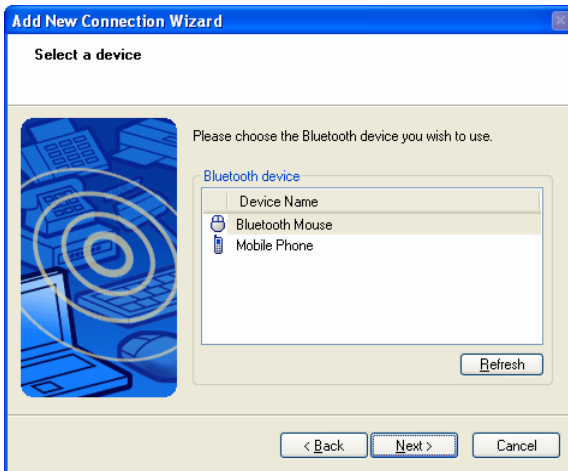 Add New Connection Wizard
Select a device
Please choose the Bluetooth device you wish to use.
Bluetooth device
Device Name
Bluetooth Mouse
Mobile Phone
Refresh
< Back Next > Cancel